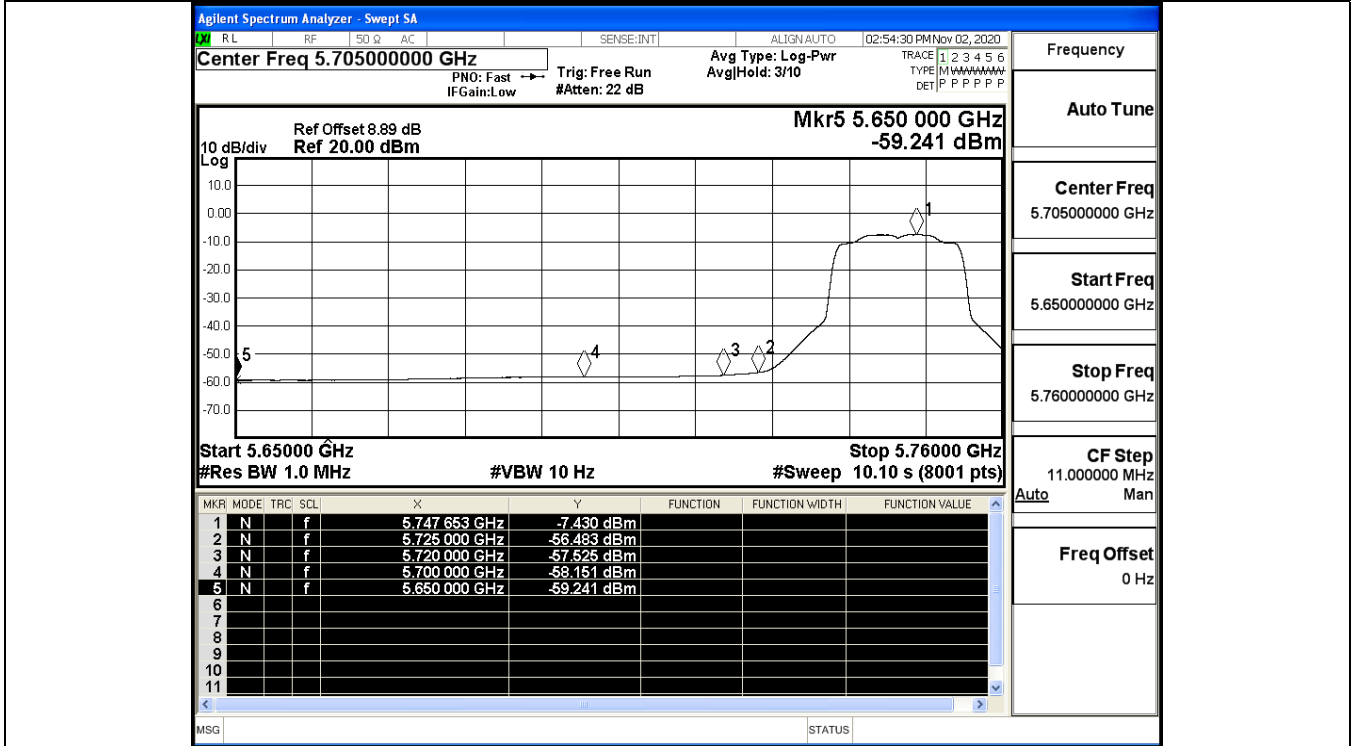 Agilent Spectrum Analyzer - Swept SA
LXI RL RF 50 Ω AC SENSE:INT ALIGNAUTO 02:54:30 PM Nov 02, 2020
Center Freq 5.705000000 GHz
PNO: Fast
IFGain:Low
Trig: Free Run
#Atten: 22 dB
Avg Type: Log-Pwr
Avg|Hold: 3/10
TRACE 1 2 3 4 5 6
TYPE M WWWWW
DET P P P P P P
Mkr5 5.650 000 GHz
-59.241 dBm
Ref Offset 8.89 dB
10 dB/div Ref 20.00 dBm
Log
10.0
0.00
-10.0
-20.0
-30.0
-40.0
-50.0
-60.0
-70.0
1
2
3
4
5
Start 5.65000 GHz
Stop 5.76000 GHz
#Res BW 1.0 MHz
#VBW 10 Hz
#Sweep 10.10 s (8001 pts)
MKR MODE TRC SCL X Y FUNCTION FUNCTION WIDTH FUNCTION VALUE
1 N f 5.747 653 GHz -7.430 dBm
2 N f 5.725 000 GHz -56.483 dBm
3 N f 5.720 000 GHz -57.525 dBm
4 N f 5.700 000 GHz -58.151 dBm
5 N f 5.650 000 GHz -59.241 dBm
6
7
8
9
10
11
MSG
STATUS
Frequency
Auto Tune
Center Freq
5.705000000 GHz
Start Freq
5.650000000 GHz
Stop Freq
5.760000000 GHz
CF Step
11.000000 MHz
Auto Man
Freq Offset
0 Hz